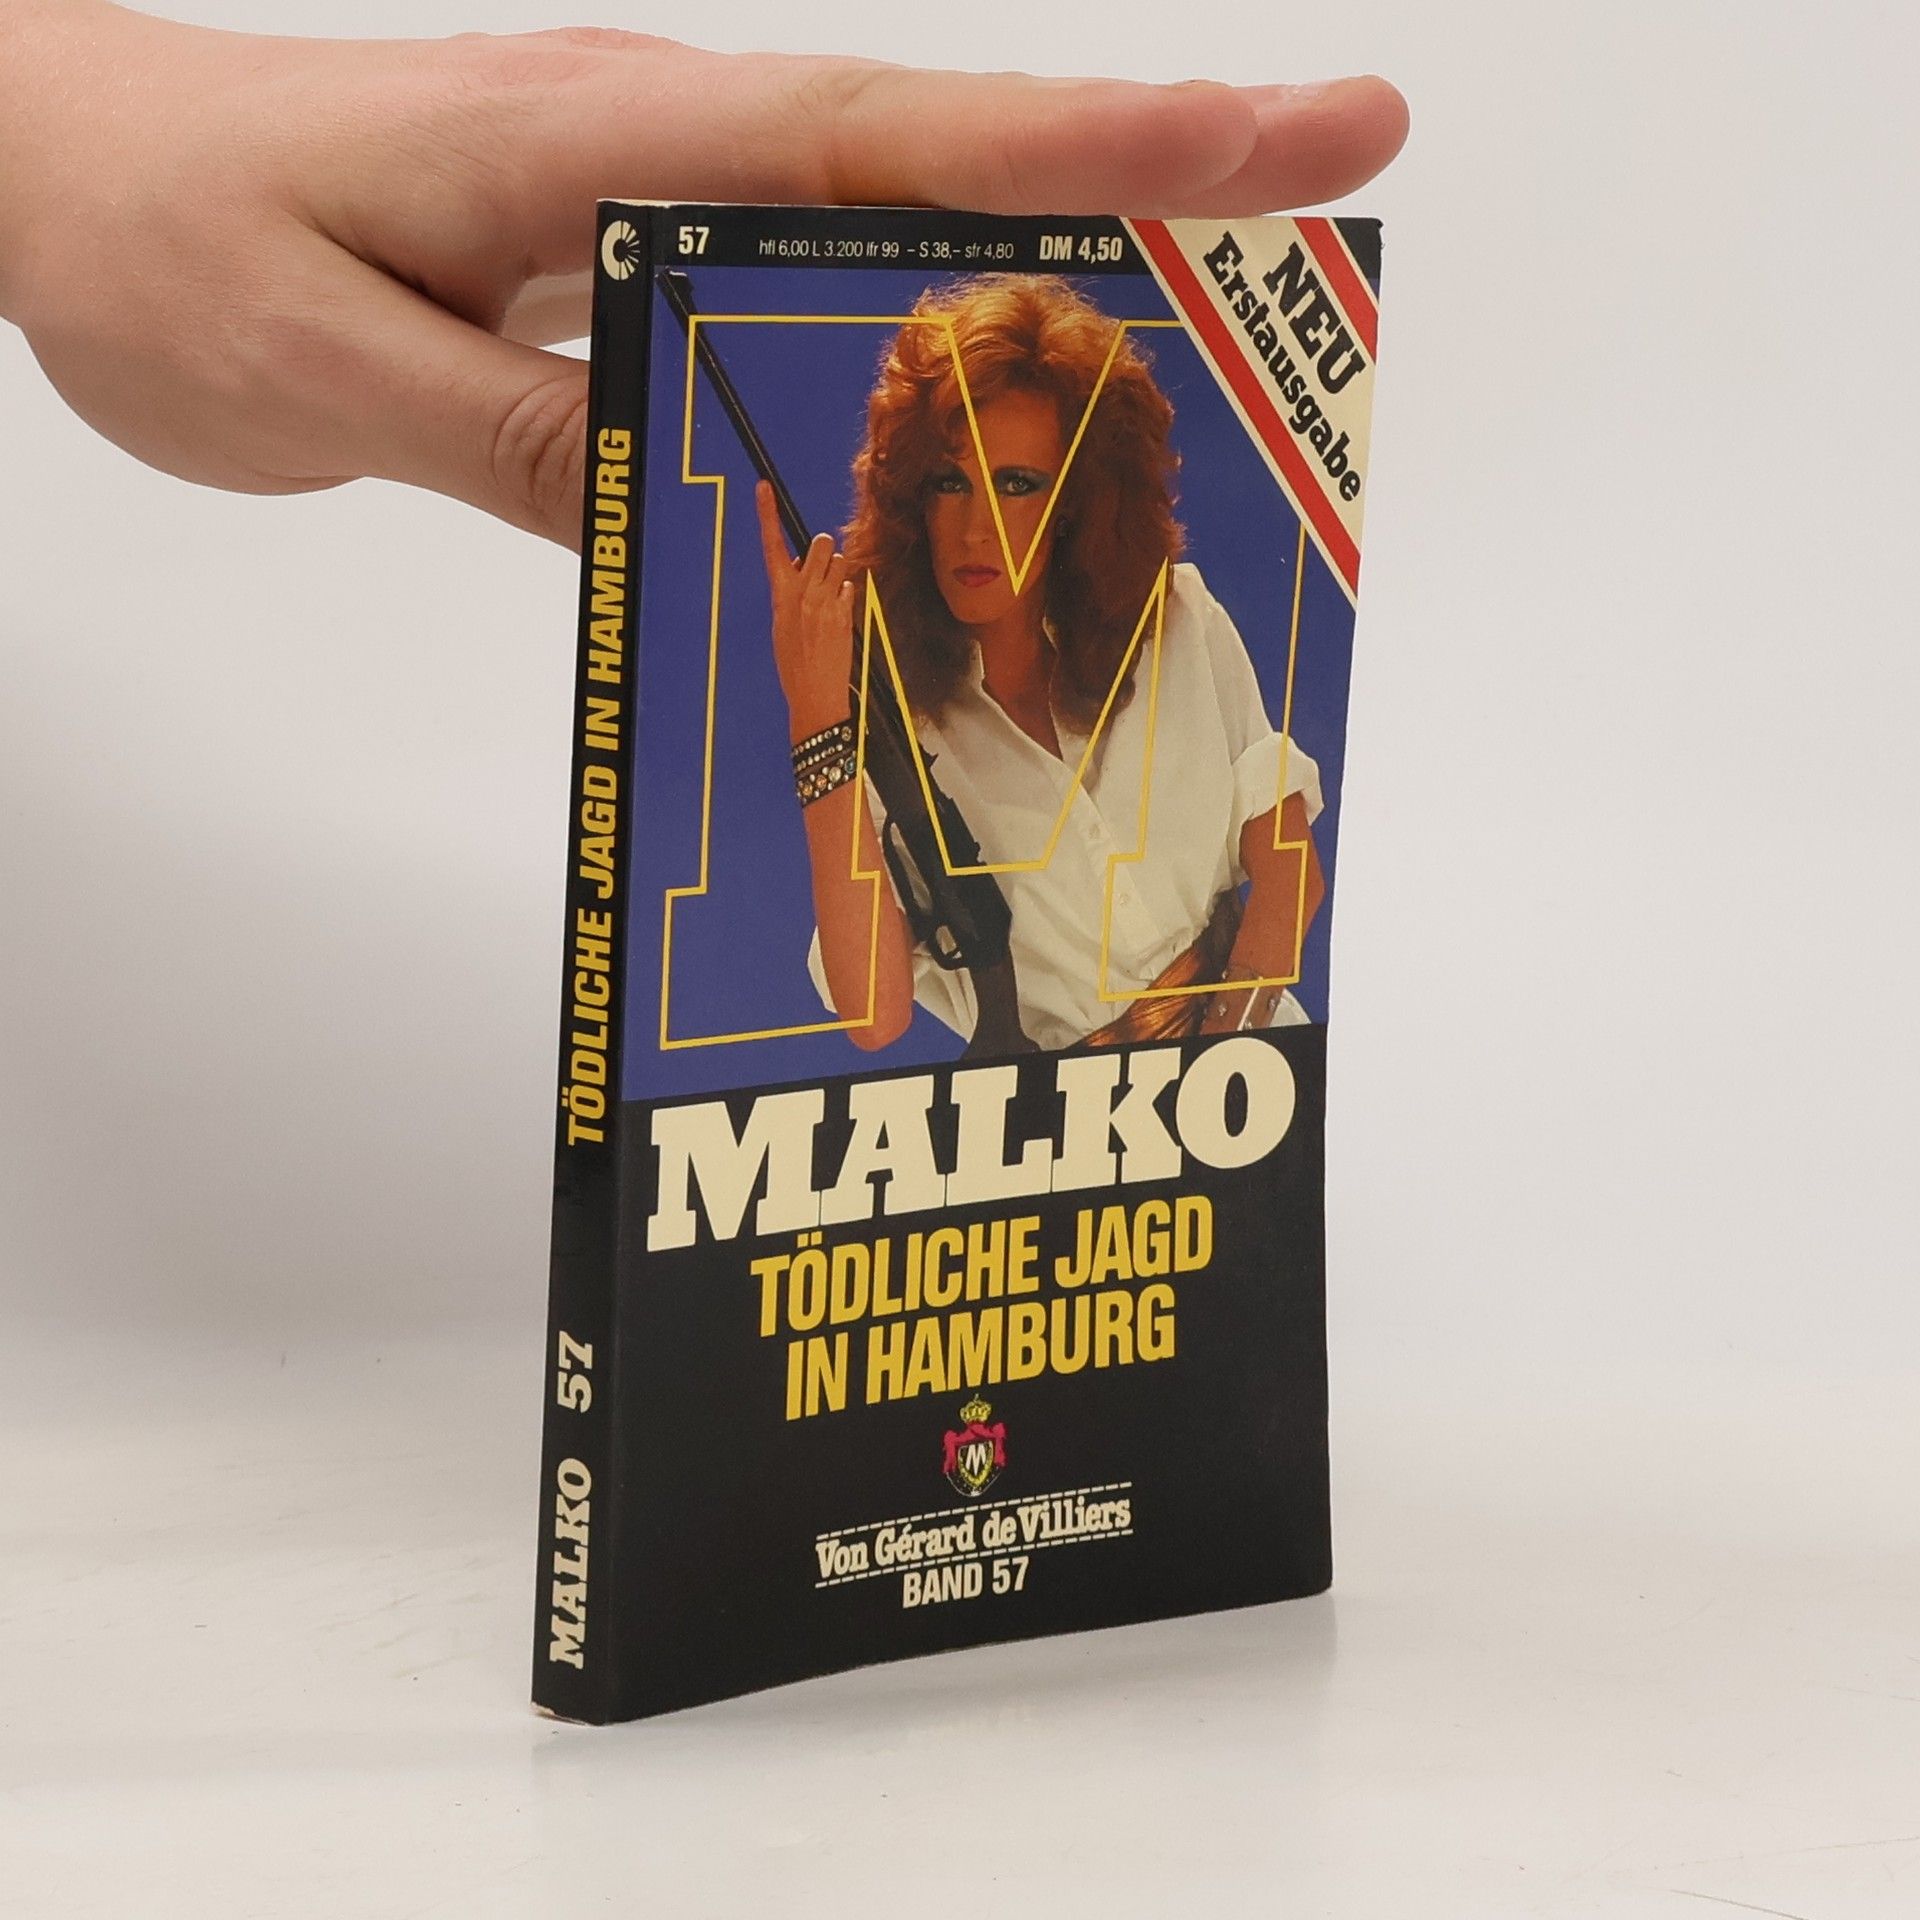 57
hfl 6,00 L 3.200 lfr 99 – S 38,– sfr 4,80
DM 4,50
NEU
Erstausgabe
M
MALKO
TÖDLICHE JAGD
IN HAMBURG
M
Von Gérard de Villiers
BAND 57
TÖDLICHE JAGD IN HAMBURG
MALKO 57